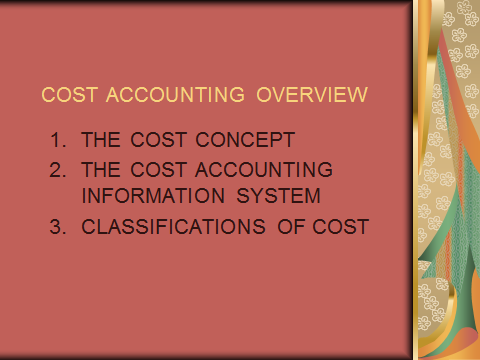 COST ACCOUNTING OVERVIEW
1. THE COST CONCEPT
2. THE COST ACCOUNTING
INFORMATION SYSTEM
3. CLASSIFICATIONS OF COST